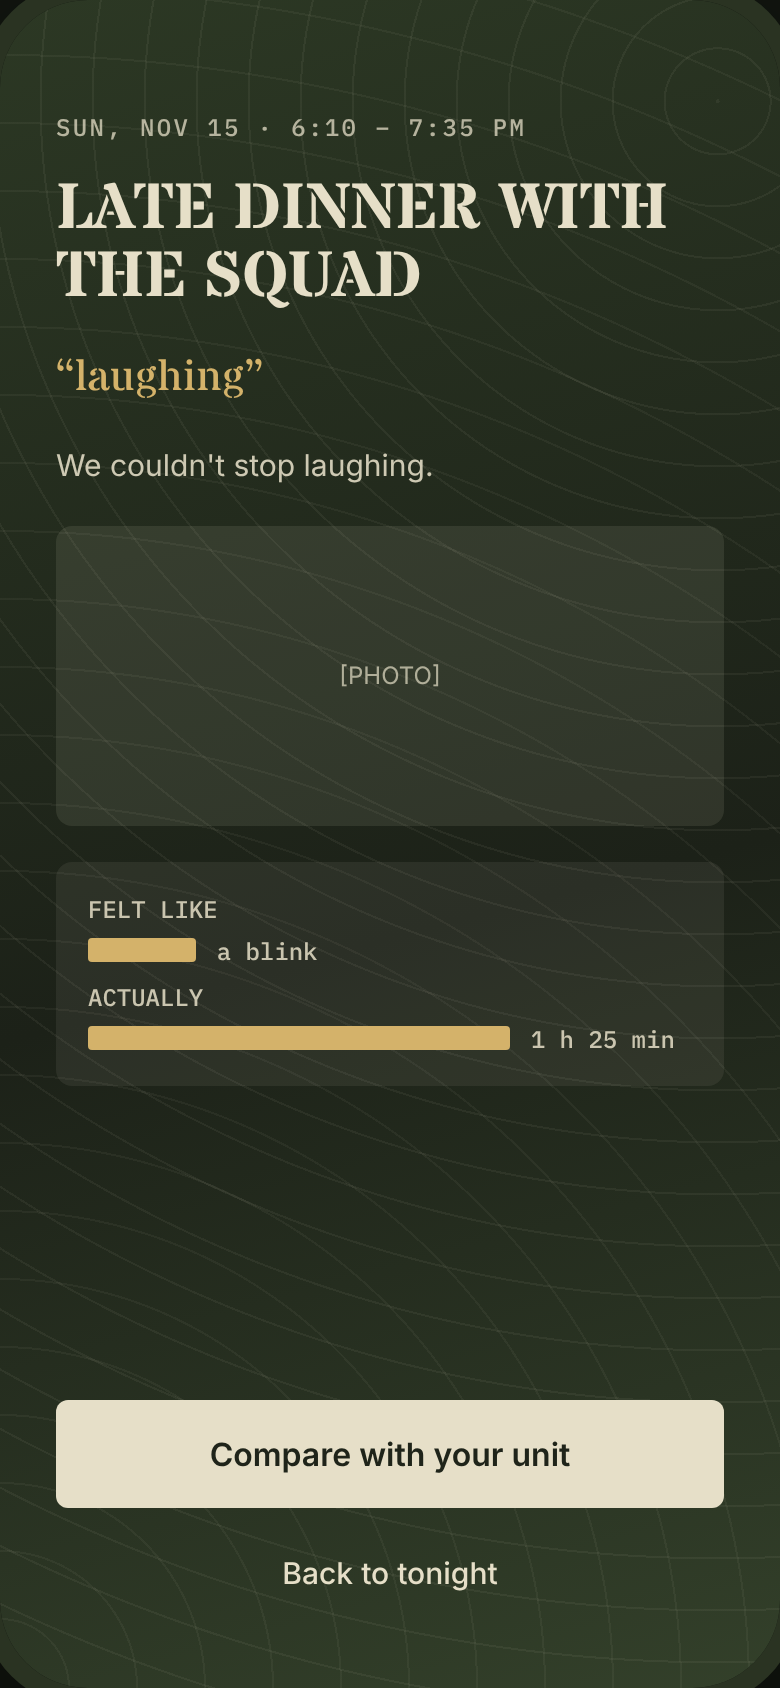 SUN, NOV 15 · 6:10 – 7:35 PM
LATE DINNER WITH
THE SQUAD
“laughing”
We couldn't stop laughing.
[PHOTO]
FELT LIKE
a blink
ACTUALLY
1 h 25 min
Compare with your unit
Back to tonight